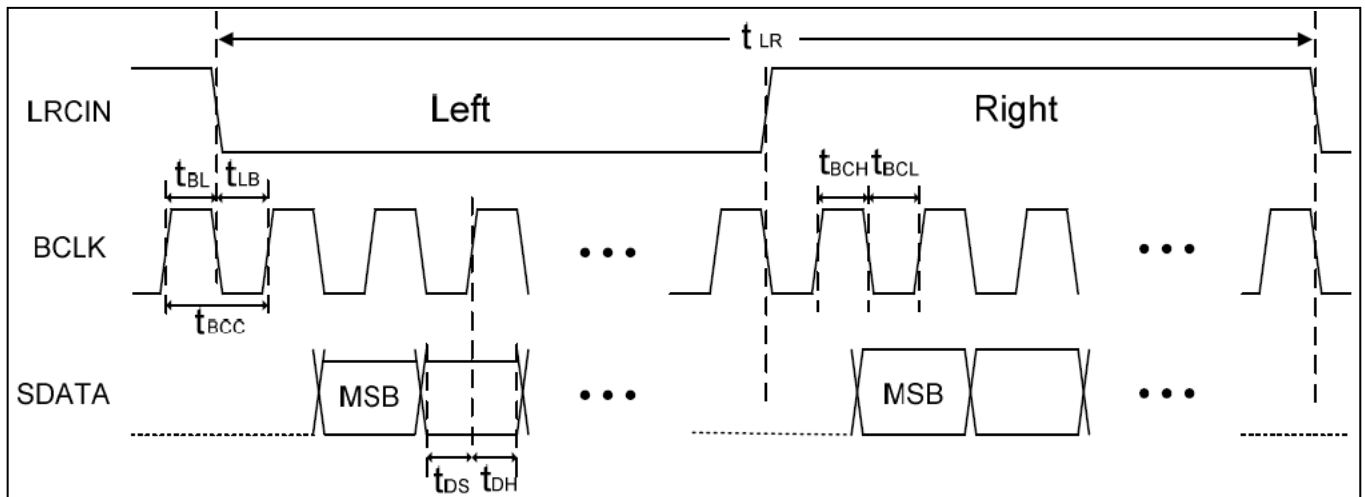 t LR
LRCIN
Left
Right
tBL tLB
tBCH tBCL
BCLK
• • •
• • •
tBCC
SDATA
MSB
• • •
MSB
• • •
tDS tDH